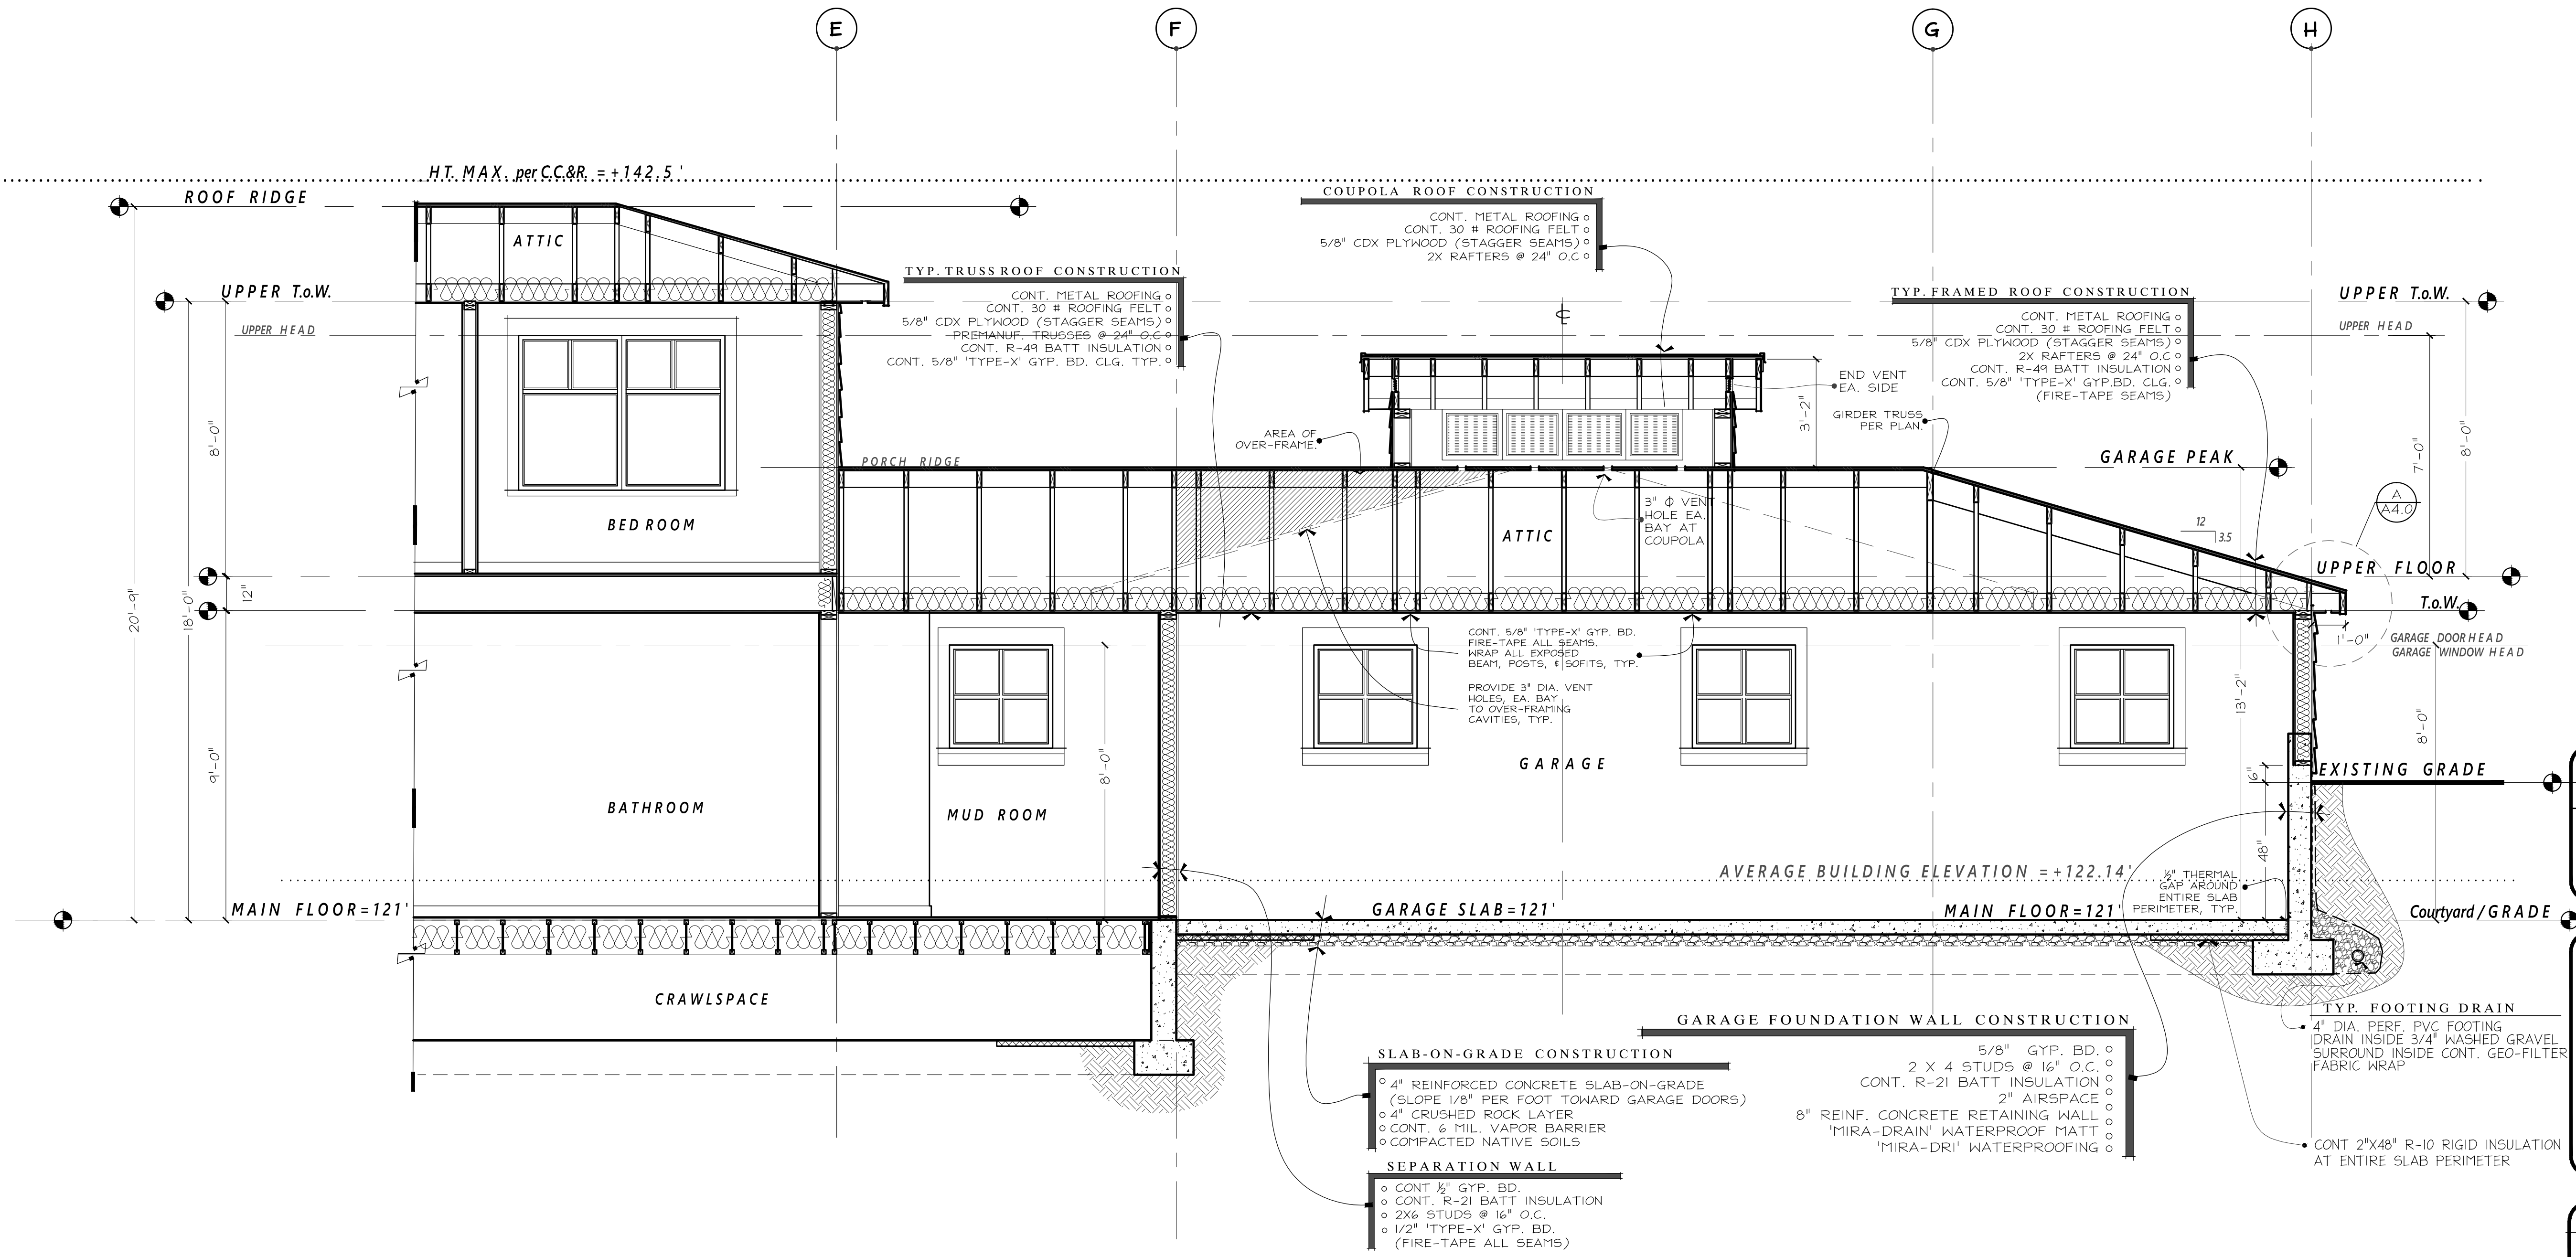 E
F
G
H
HT. MAX. per C.C.&R. = +142.5 '
ROOF RIDGE
ATTIC
UPPER T.o.W.
UPPER HEAD
BEDROOM
BATHROOM
MUD ROOM
CRAWLSPACE
MAIN FLOOR=121'
20'-9"
18'-0"
8'-0"
12"
9'-0"
8'-0"
TYP. TRUSS ROOF CONSTRUCTION
CONT. METAL ROOFING
CONT. 30 # ROOFING FELT
5/8" CDX PLYWOOD (STAGGER SEAMS)
PREMANUF. TRUSSES @ 24" O.C
CONT. R-49 BATT INSULATION
CONT. 5/8" 'TYPE-X' GYP. BD. CLG. TYP.
PORCH RIDGE
COUPOLA ROOF CONSTRUCTION
CONT. METAL ROOFING
CONT. 30 # ROOFING FELT
5/8" CDX PLYWOOD (STAGGER SEAMS)
2X RAFTERS @ 24" O.C
AREA OF
OVER-FRAME.
END VENT
EA. SIDE
3'-2"
GIRDER TRUSS
PER PLAN.
3" Φ VENT
HOLE EA.
BAY AT
COUPOLA
ATTIC
TYP. FRAMED ROOF CONSTRUCTION
CONT. METAL ROOFING
CONT. 30 # ROOFING FELT
5/8" CDX PLYWOOD (STAGGER SEAMS)
2X RAFTERS @ 24" O.C
CONT. R-49 BATT INSULATION
CONT. 5/8" 'TYPE-X' GYP.BD. CLG.
(FIRE-TAPE SEAMS)
UPPER T.o.W.
UPPER HEAD
GARAGE PEAK
7'-0"
8'-0"
A
A4.0
12
3.5
UPPER FLOOR
T.o.W.
1'-0"
GARAGE DOOR HEAD
GARAGE WINDOW HEAD
CONT. 5/8" 'TYPE-X' GYP. BD.
FIRE-TAPE ALL SEAMS.
WRAP ALL EXPOSED
BEAM, POSTS, & SOFITS, TYP.
PROVIDE 3" DIA. VENT
HOLES, EA. BAY
TO OVER-FRAMING
CAVITIES, TYP.
GARAGE
13'-2"
8'-0"
6"
48"
EXISTING GRADE
AVERAGE BUILDING ELEVATION =+122.14'
½" THERMAL
GAP AROUND
ENTIRE SLAB
PERIMETER, TYP.
GARAGE SLAB=121'
MAIN FLOOR=121'
Courtyard/GRADE
TYP. FOOTING DRAIN
4" DIA. PERF. PVC FOOTING
DRAIN INSIDE 3/4" WASHED GRAVEL
SURROUND INSIDE CONT. GEO-FILTER
FABRIC WRAP
CONT 2"X48" R-10 RIGID INSULATION
AT ENTIRE SLAB PERIMETER
GARAGE FOUNDATION WALL CONSTRUCTION
5/8" GYP. BD.
2 X 4 STUDS @ 16" O.C.
CONT. R-21 BATT INSULATION
2" AIRSPACE
8" REINF. CONCRETE RETAINING WALL
'MIRA-DRAIN' WATERPROOF MATT
'MIRA-DRI' WATERPROOFING
SLAB-ON-GRADE CONSTRUCTION
4" REINFORCED CONCRETE SLAB-ON-GRADE
(SLOPE 1/8" PER FOOT TOWARD GARAGE DOORS)
4" CRUSHED ROCK LAYER
CONT. 6 MIL. VAPOR BARRIER
COMPACTED NATIVE SOILS
SEPARATION WALL
CONT ½" GYP. BD.
CONT. R-21 BATT INSULATION
2X6 STUDS @ 16" O.C.
1/2" 'TYPE-X' GYP. BD.
(FIRE-TAPE ALL SEAMS)